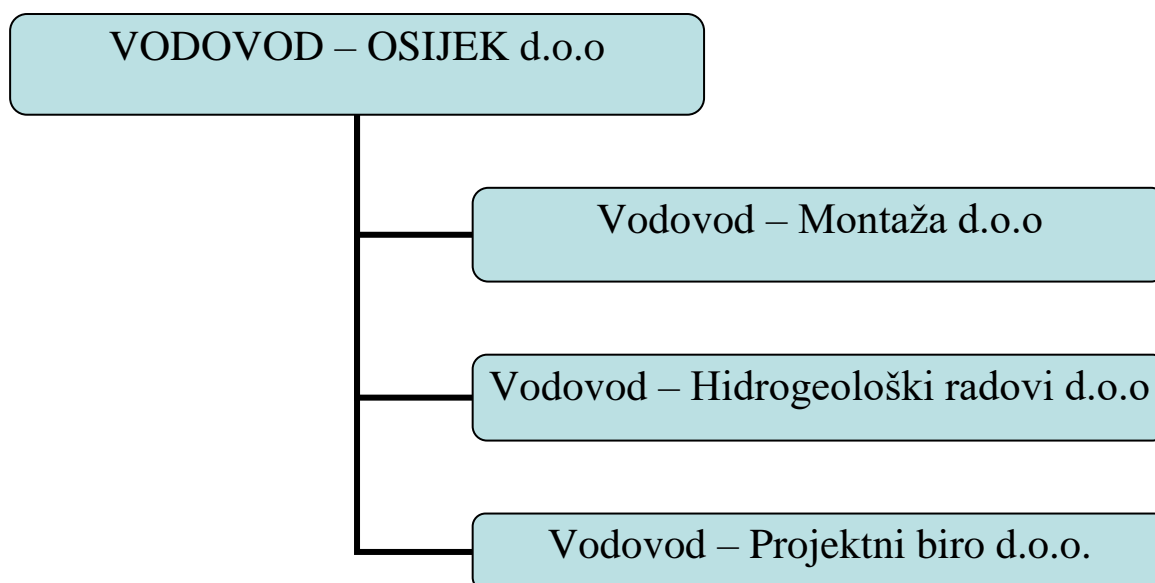 VODOVOD – OSIJEK d.o.o
Vodovod – Montaža d.o.o
Vodovod – Hidrogeološki radovi d.o.o
Vodovod – Projektni biro d.o.o.